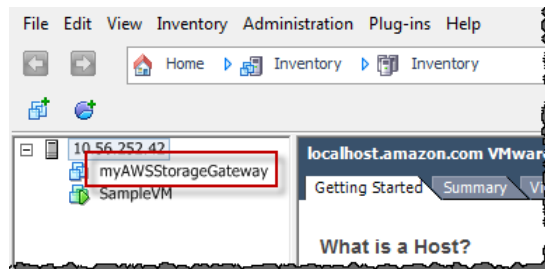 File Edit View Inventory Administration Plug-ins Help
Home Inventory Inventory
10.56.252.42
myAWSStorageGateway
SampleVM
localhost.amazon.com VMwar
Getting Started Summary Vi
What is a Host?